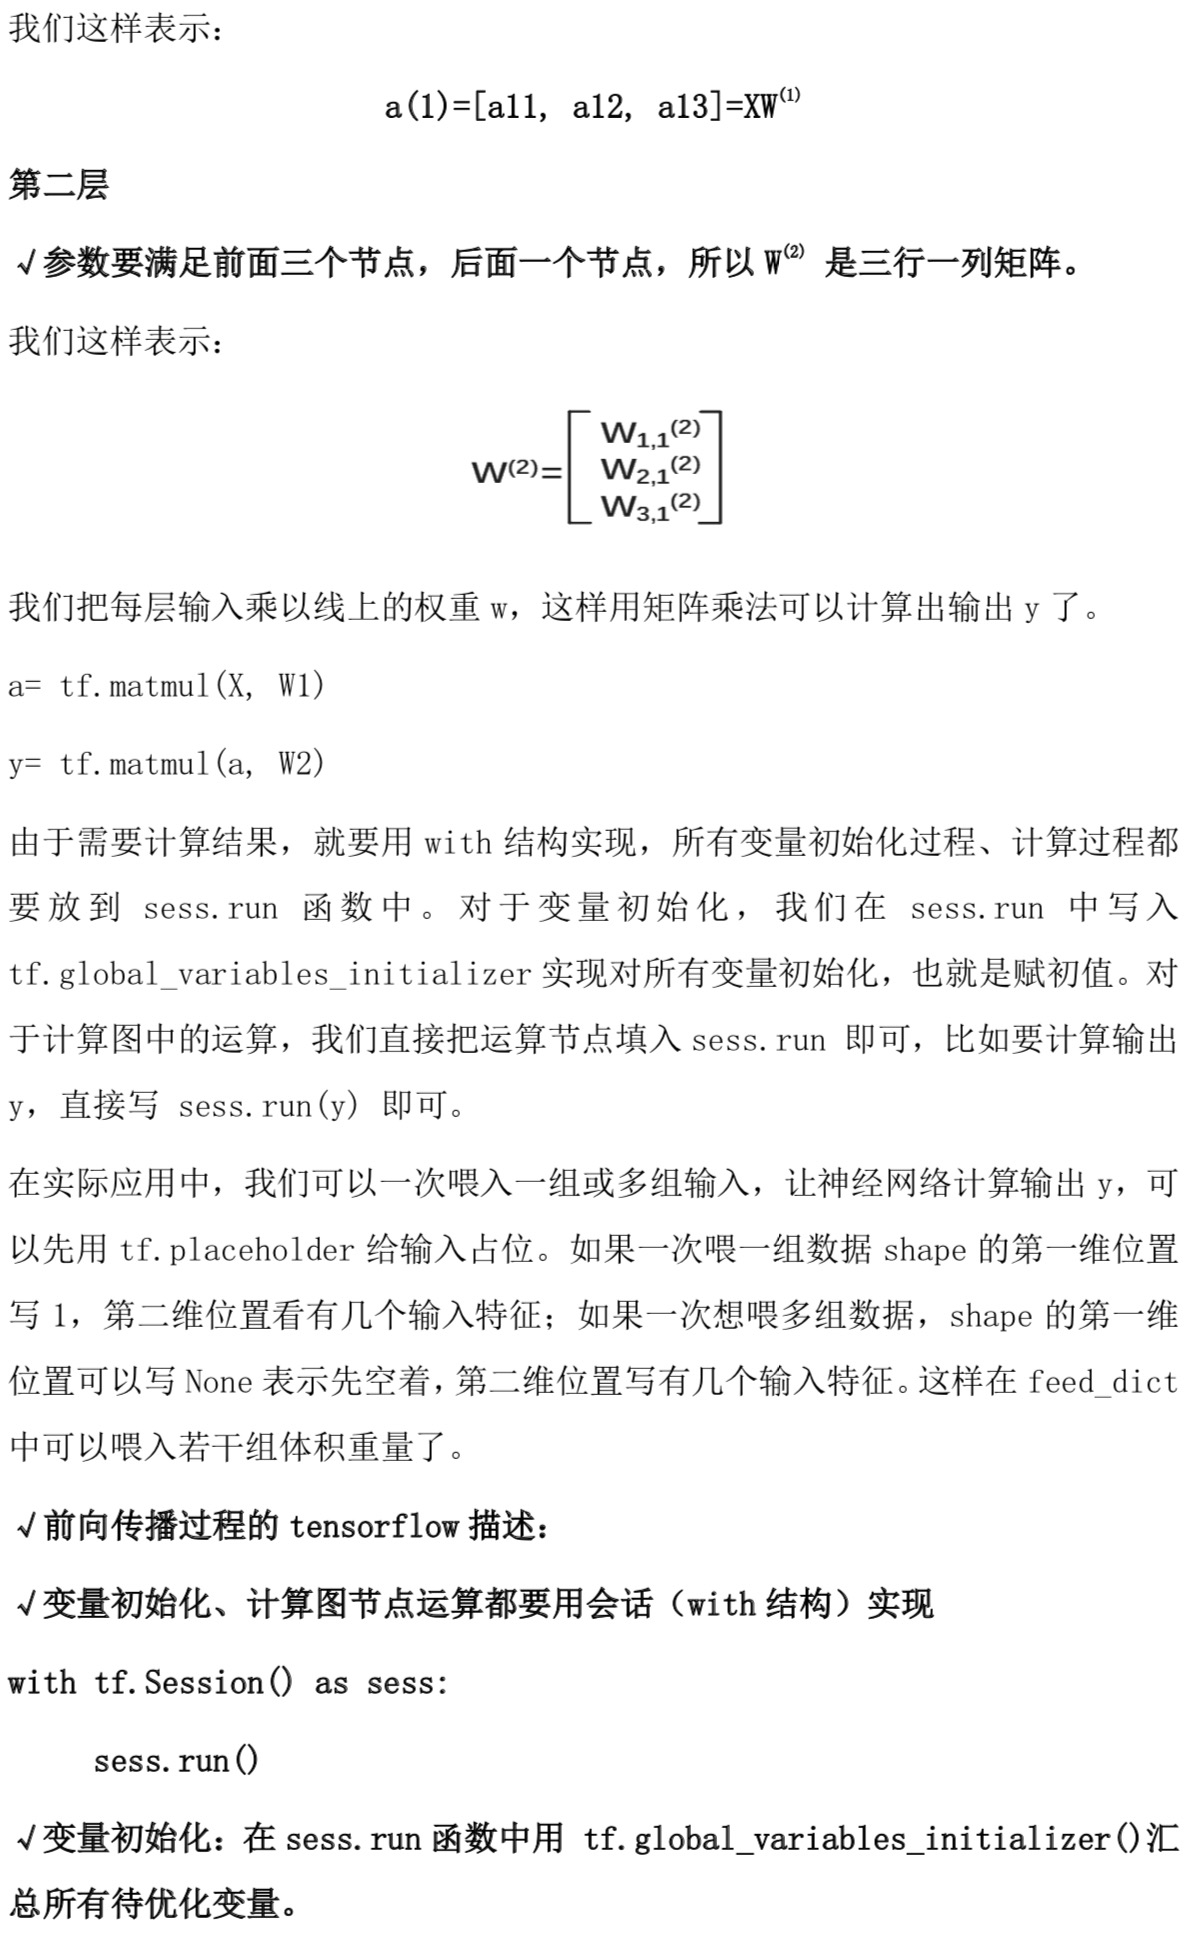 我们这样表示：
a(1)=[a11, a12, a13]=XW⁽¹⁾
第二层
√参数要满足前面三个节点，后面一个节点，所以 W⁽²⁾ 是三行一列矩阵。
我们这样表示：
W⁽²⁾=[
W₁,₁⁽²⁾
W₂,₁⁽²⁾
W₃,₁⁽²⁾
]
我们把每层输入乘以线上的权重 w，这样用矩阵乘法可以计算出输出 y 了。
a= tf.matmul(X, W1)
y= tf.matmul(a, W2)
由于需要计算结果，就要用 with 结构实现，所有变量初始化过程、计算过程都
要放到 sess.run 函数中。对于变量初始化，我们在 sess.run 中写入
tf.global_variables_initializer 实现对所有变量初始化，也就是赋初值。对
于计算图中的运算，我们直接把运算节点填入 sess.run 即可，比如要计算输出
y，直接写 sess.run(y) 即可。
在实际应用中，我们可以一次喂入一组或多组输入，让神经网络计算输出 y，可
以先用 tf.placeholder 给输入占位。如果一次喂一组数据 shape 的第一维位置
写 1，第二维位置看有几个输入特征；如果一次想喂多组数据，shape 的第一维
位置可以写 None 表示先空着，第二维位置写有几个输入特征。这样在 feed_dict
中可以喂入若干组体积重量了。
√前向传播过程的 tensorflow 描述：
√变量初始化、计算图节点运算都要用会话（with 结构）实现
with tf.Session() as sess:
sess.run()
√变量初始化：在 sess.run 函数中用 tf.global_variables_initializer()汇
总所有待优化变量。